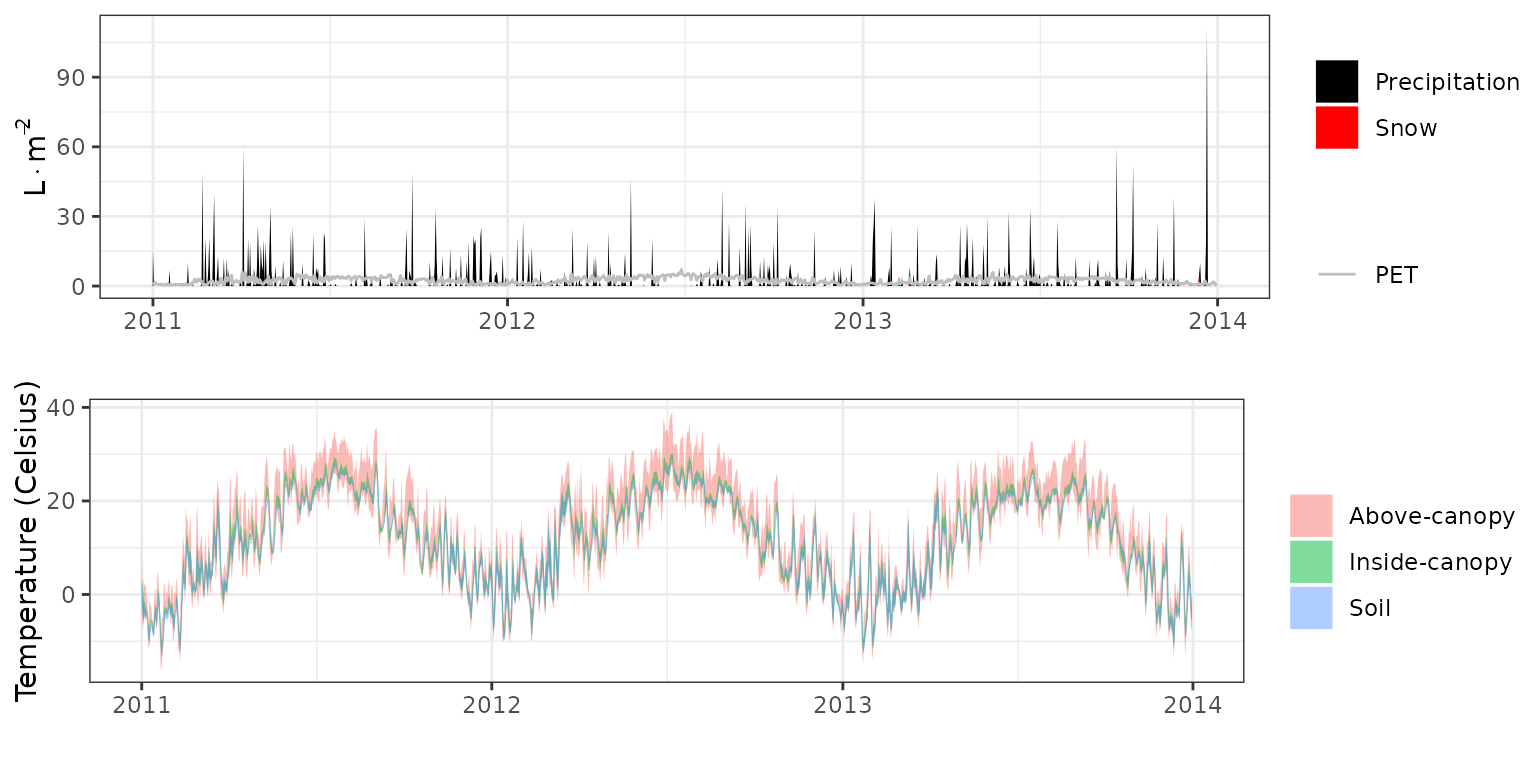 L · m⁻²
90
60
30
0
2011 2012 2013 2014
Precipitation
Snow
PET
Temperature (Celsius)
40
20
0
2011 2012 2013 2014
Above-canopy
Inside-canopy
Soil